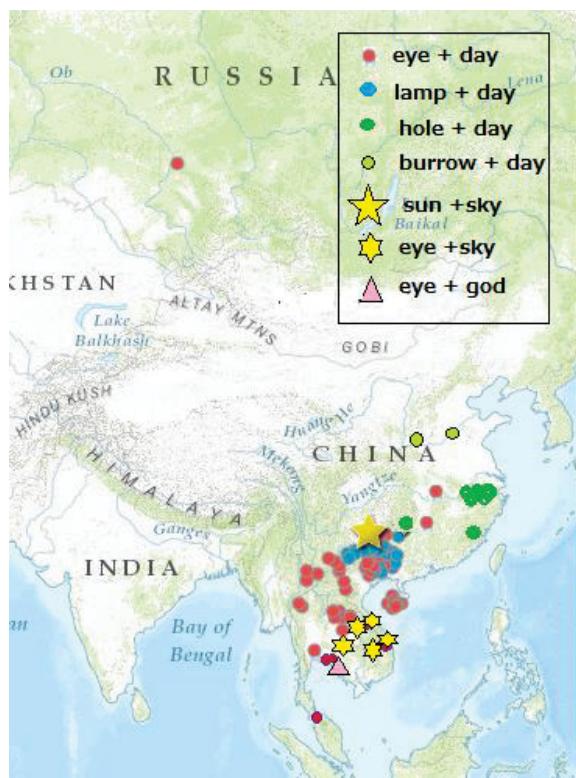 Ob
RUSSIA
Lena
eye + day
lamp + day
hole + day
burrow + day
sun +sky
Baikal
eye +sky
eye + god
KHSTAN
ALTAY MTNS
Lake
Balkhash
GOBI
HINDU KUSH
Huang He
CHINA
Mekong
HIMALAYA
Yangtze
Ganges
INDIA
Bay of
Bengal